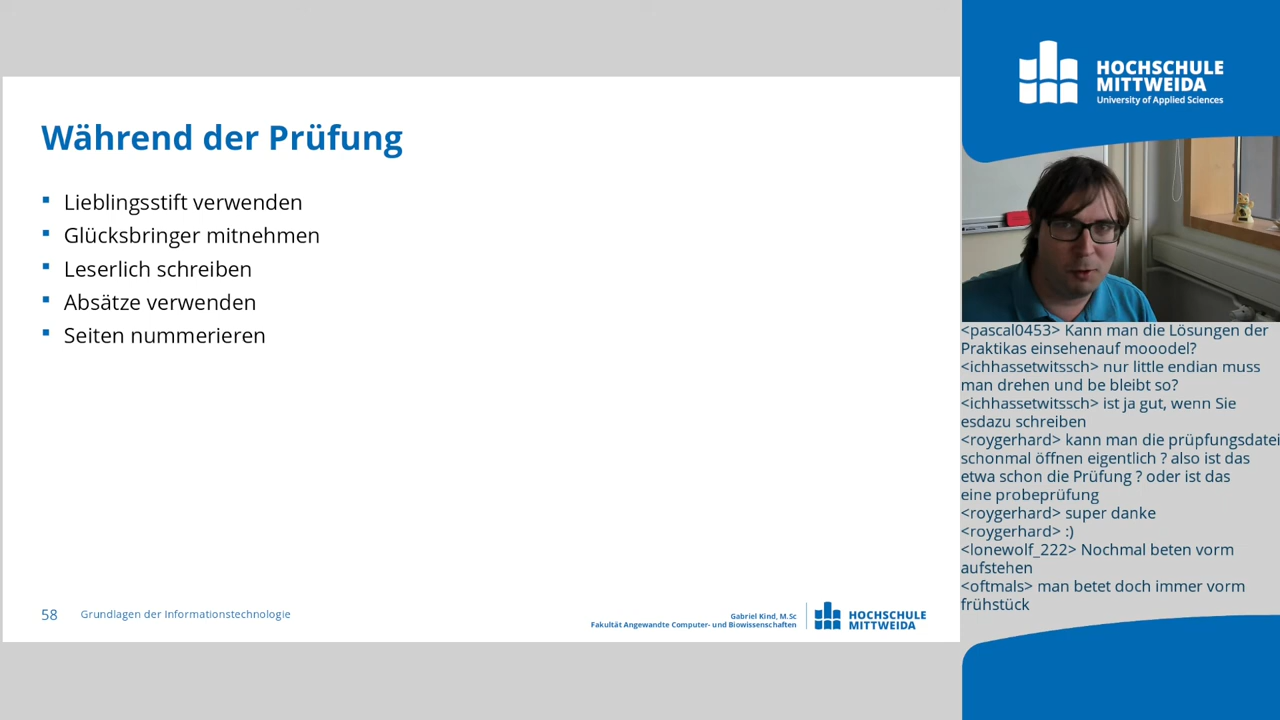 Während der Prüfung
Lieblingsstift verwenden
Glücksbringer mitnehmen
Leserlich schreiben
Absätze verwenden
Seiten nummerieren
58
Grundlagen der Informationstechnologie
Gabriel Kind, M.Sc
Fakultät Angewandte Computer- und Biowissenschaften
HOCHSCHULE
MITTWEIDA
HOCHSCHULE
MITTWEIDA
University of Applied Sciences
<pascal0453> Kann man die Lösungen der
Praktikas einsehenauf mooodel?
<ichhassetwitssch> nur little endian muss
man drehen und be bleibt so?
<ichhassetwitssch> ist ja gut, wenn Sie
esdazu schreiben
<roygerhard> kann man die prüpfungsdatei
schonmal öffnen eigentlich ? also ist das
etwa schon die Prüfung ? oder ist das
eine probeprüfung
<roygerhard> super danke
<roygerhard> :)
<lonewolf_222> Nochmal beten vorm
aufstehen
<oftmals> man betet doch immer vorm
frühstück